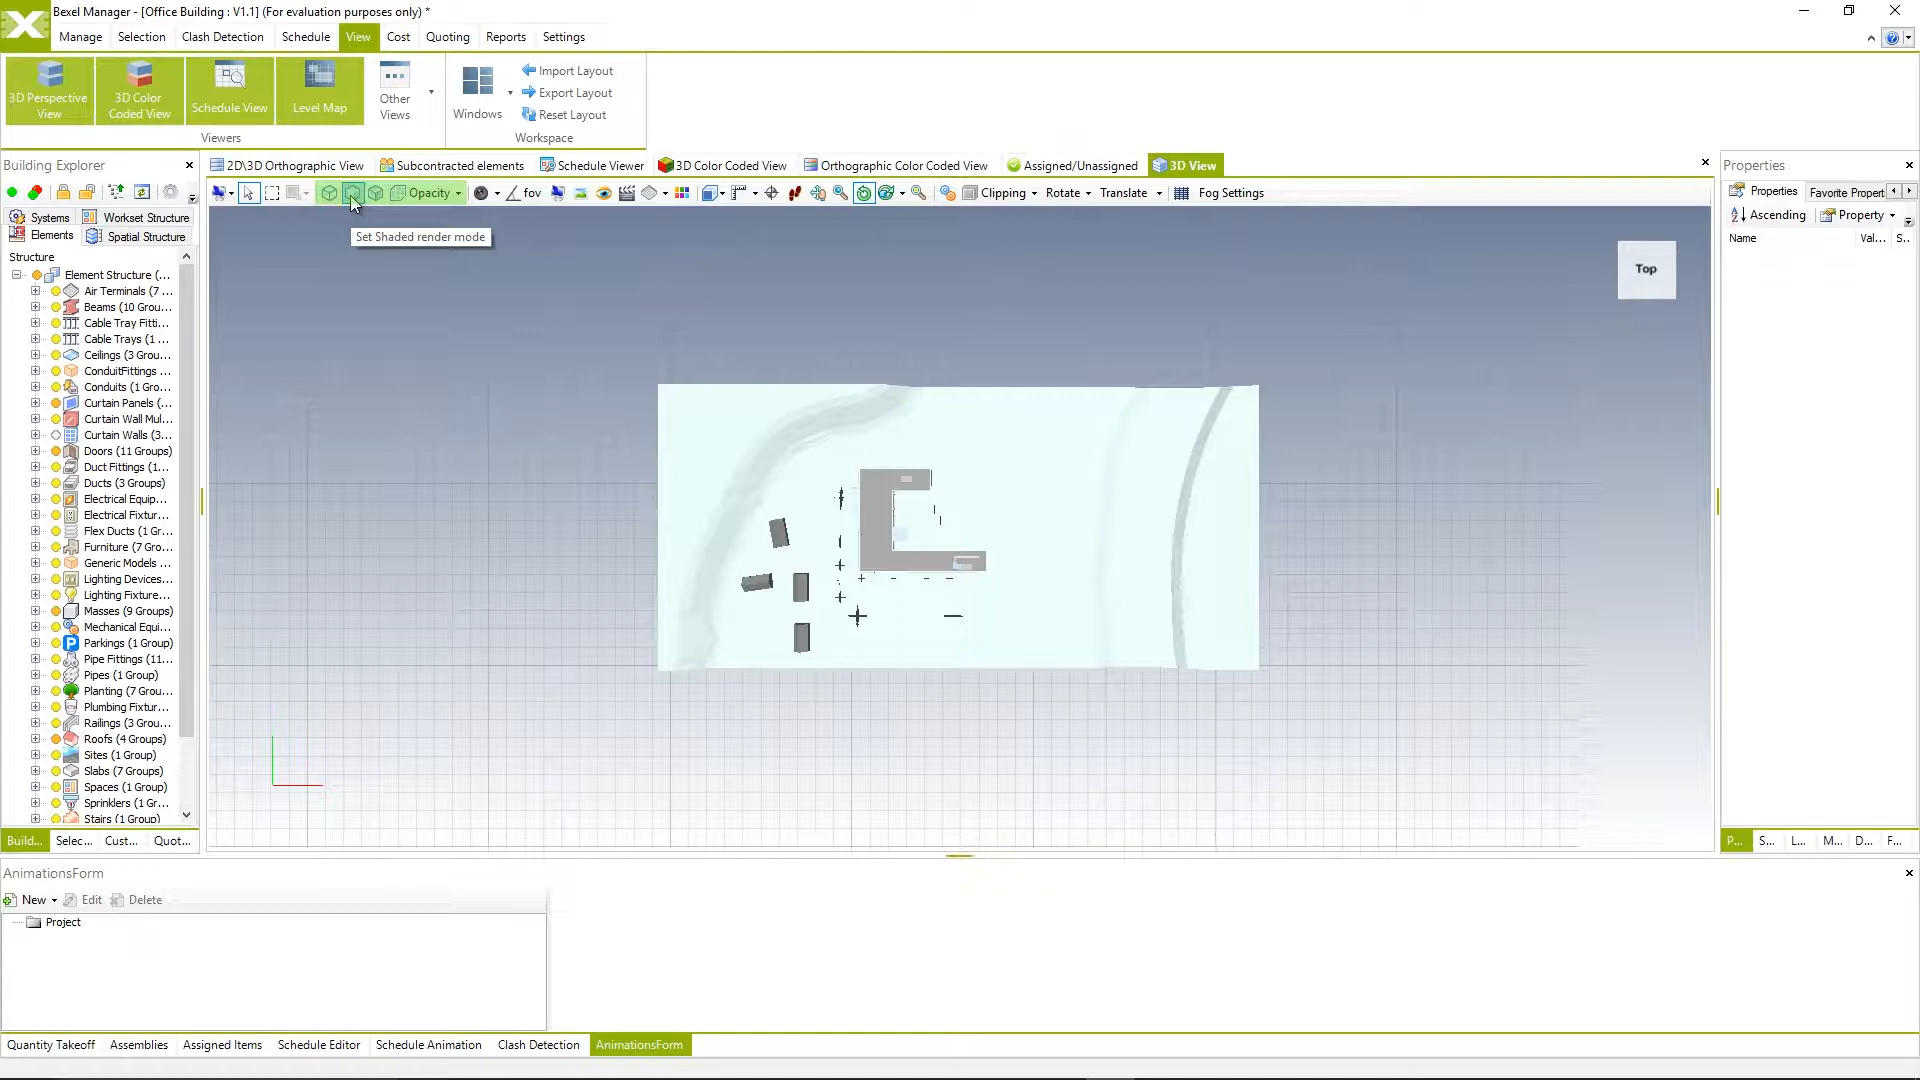 Bexel Manager - [Office Building : V1.1] (For evaluation purposes only) *
Manage Selection Clash Detection Schedule View Cost Quoting Reports Settings
3D Perspective View
3D Color Coded View
Schedule View
Level Map
Other Views
Viewers
Windows
Import Layout
Export Layout
Reset Layout
Workspace
Building Explorer
2D\3D Orthographic View Subcontracted elements Schedule Viewer 3D Color Coded View Orthographic Color Coded View Assigned/Unassigned 3D View
Opacity fov Clipping Rotate Translate Fog Settings
Set Shaded render mode
Top
Systems Workset Structure
Elements Spatial Structure
Structure
Element Structure (...
Air Terminals (7 ...
Beams (10 Grou...
Cable Tray Fitti...
Cable Trays (1 ...
Ceilings (3 Grou...
ConduitFittings ...
Conduits (1 Gro...
Curtain Panels (...
Curtain Wall Mul...
Curtain Walls (3...
Doors (11 Groups)
Duct Fittings (1...
Ducts (3 Groups)
Electrical Equip...
Electrical Fixtur...
Flex Ducts (1 Gr...
Furniture (7 Gro...
Generic Models ...
Lighting Devices...
Lighting Fixture...
Masses (9 Groups)
Mechanical Equi...
Parkings (1 Group)
Pipe Fittings (11...
Pipes (1 Group)
Planting (7 Grou...
Plumbing Fixtur...
Railings (3 Grou...
Roofs (4 Groups)
Sites (1 Group)
Slabs (7 Groups)
Spaces (1 Group)
Sprinklers (1 Gr...
Stairs (1 Group)
Build... Selec... Cust... Quot...
Properties
Properties Favorite Propert
Ascending Property
Name Val... S...
P... S... L... M... D... F...
AnimationsForm
New Edit Delete
Project
Quantity Takeoff Assemblies Assigned Items Schedule Editor Schedule Animation Clash Detection AnimationsForm